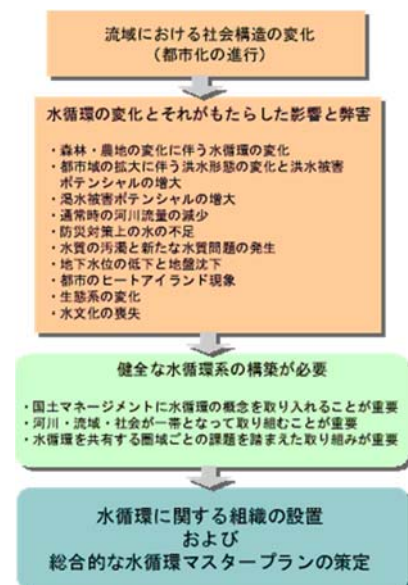 流域における社会構造の変化
(都市化の進行)
水循環の変化とそれがもたらした影響と弊害
・森林・農地の変化に伴う水循環の変化
・都市域の拡大に伴う洪水形態の変化と洪水被害
ポテンシャルの増大
・渇水被害ポテンシャルの増大
・通常時の河川流量の減少
・防災対策上の水の不足
・水質の汚濁と新たな水質問題の発生
・地下水位の低下と地盤沈下
・都市のヒートアイランド現象
・生態系の変化
・水文化の喪失
健全な水循環系の構築が必要
・国土マネージメントに水循環の概念を取り入れることが重要
・河川・流域・社会が一帯となって取り組むことが重要
・水循環を共有する圏域ごとの課題を踏まえた取り組みが重要
水循環に関する組織の設置
および
総合的な水循環マスタープランの策定